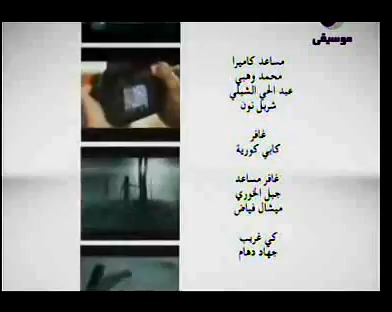 موسيقى
مساعد كاميرا
محمد وهبي
عبد الحي الشبلي
شربل نون
غافر
كابي كورية
غافر مساعد
جبل الخوري
ميشال فياض
كي غريب
جهاد دهام